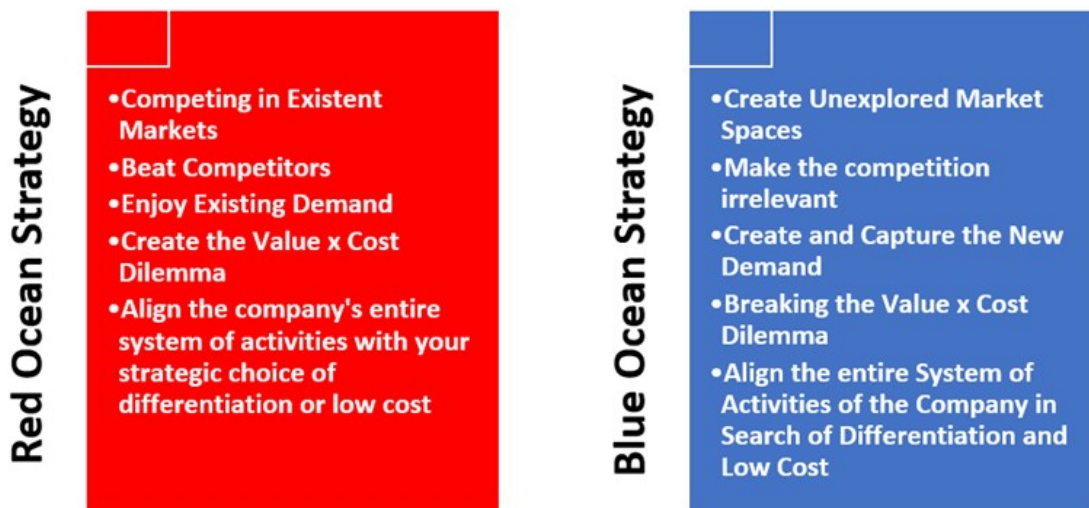 Red Ocean Strategy
•Competing in Existent
Markets
•Beat Competitors
•Enjoy Existing Demand
•Create the Value x Cost
Dilemma
•Align the company's entire
system of activities with your
strategic choice of
differentiation or low cost
Blue Ocean Strategy
•Create Unexplored Market
Spaces
•Make the competition
irrelevant
•Create and Capture the New
Demand
•Breaking the Value x Cost
Dilemma
•Align the entire System of
Activities of the Company in
Search of Differentiation and
Low Cost